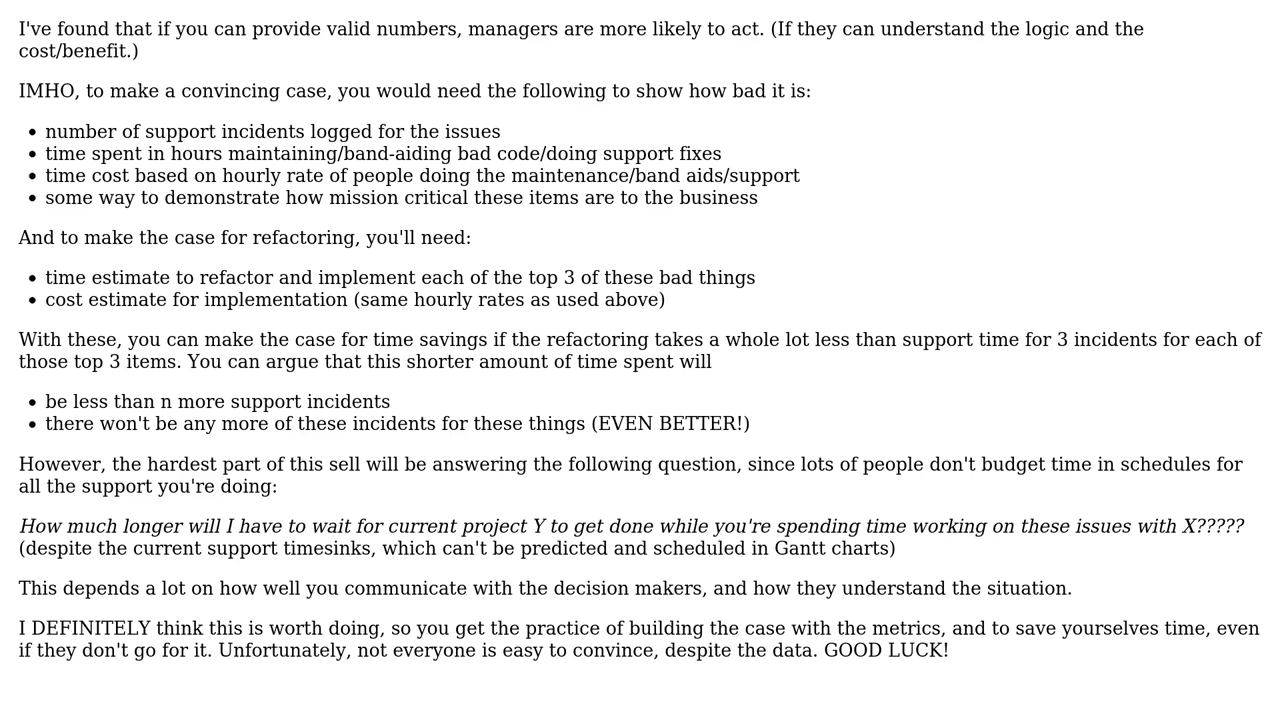 I've found that if you can provide valid numbers, managers are more likely to act. (If they can understand the logic and the
cost/benefit.)
IMHO, to make a convincing case, you would need the following to show how bad it is:
• number of support incidents logged for the issues
• time spent in hours maintaining/band-aiding bad code/doing support fixes
• time cost based on hourly rate of people doing the maintenance/band aids/support
• some way to demonstrate how mission critical these items are to the business
And to make the case for refactoring, you'll need:
• time estimate to refactor and implement each of the top 3 of these bad things
• cost estimate for implementation (same hourly rates as used above)
With these, you can make the case for time savings if the refactoring takes a whole lot less than support time for 3 incidents for each of
those top 3 items. You can argue that this shorter amount of time spent will
• be less than n more support incidents
• there won't be any more of these incidents for these things (EVEN BETTER!)
However, the hardest part of this sell will be answering the following question, since lots of people don't budget time in schedules for
all the support you're doing:
How much longer will I have to wait for current project Y to get done while you're spending time working on these issues with X?????
(despite the current support timesinks, which can't be predicted and scheduled in Gantt charts)
This depends a lot on how well you communicate with the decision makers, and how they understand the situation.
I DEFINITELY think this is worth doing, so you get the practice of building the case with the metrics, and to save yourselves time, even
if they don't go for it. Unfortunately, not everyone is easy to convince, despite the data. GOOD LUCK!